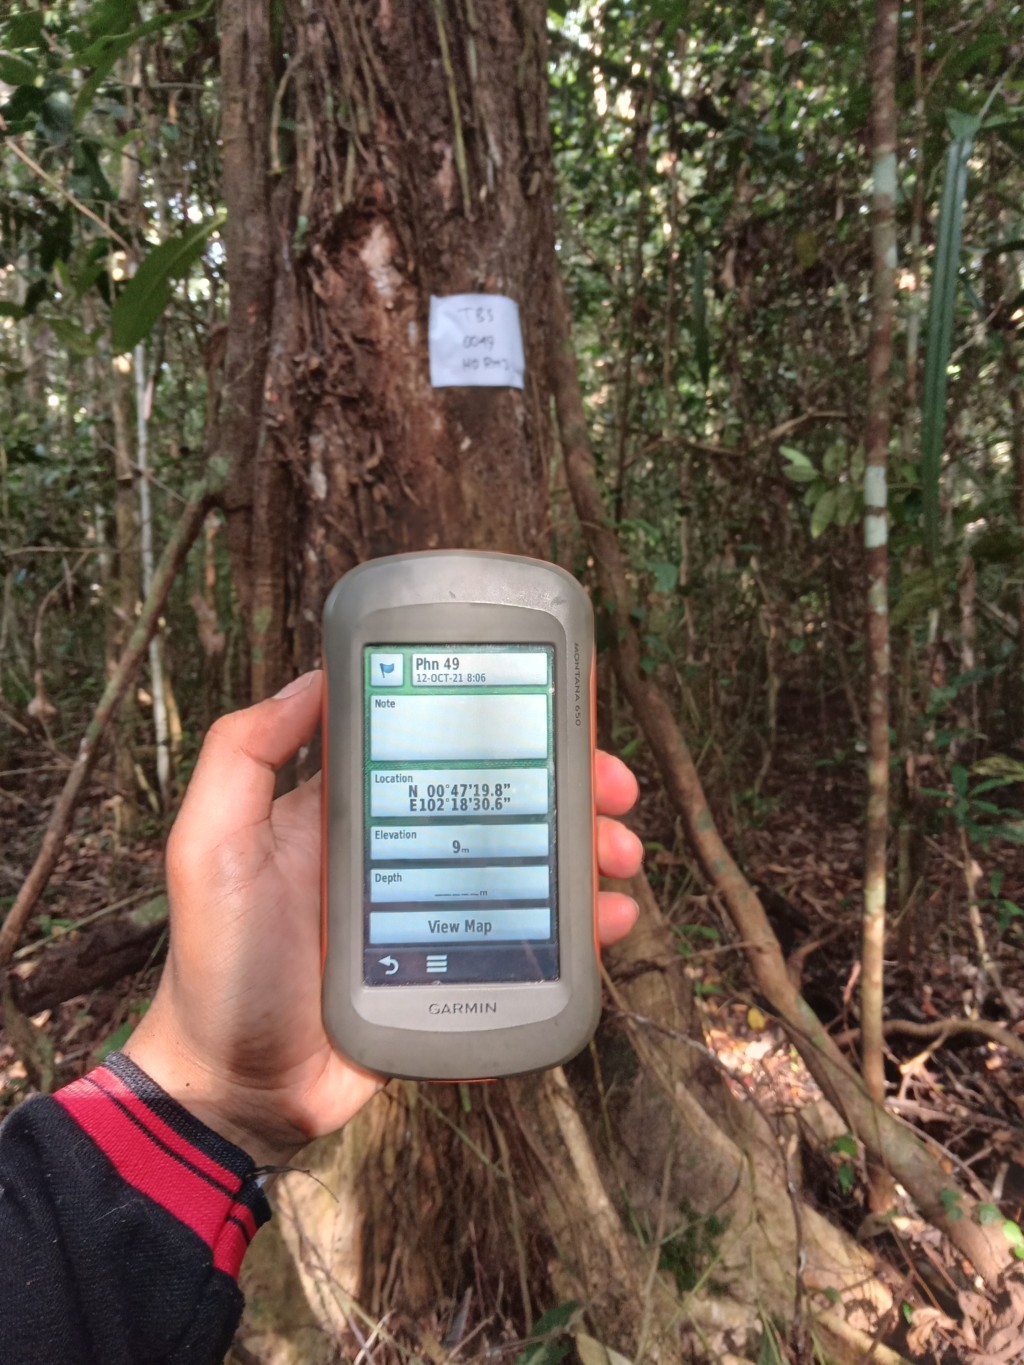 TBS
0049
Phn 49
12-OCT-21 8:06
Note
Location
N 00°47'19.8"
E102°18'30.6"
Elevation
9m
Depth
_____m
View Map
GARMIN
MONTANA 650